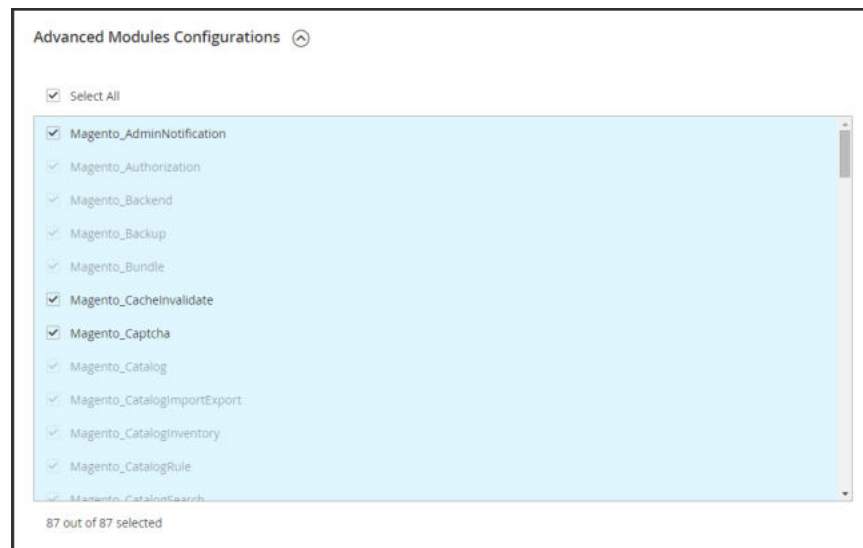 Advanced Modules Configurations
Select All
Magento_AdminNotification
Magento_Authorization
Magento_Backend
Magento_Backup
Magento_Bundle
Magento_CacheInvalidate
Magento_Captcha
Magento_Catalog
Magento_CatalogImportExport
Magento_CatalogInventory
Magento_CatalogRule
Magento_CatalogSearch
87 out of 87 selected